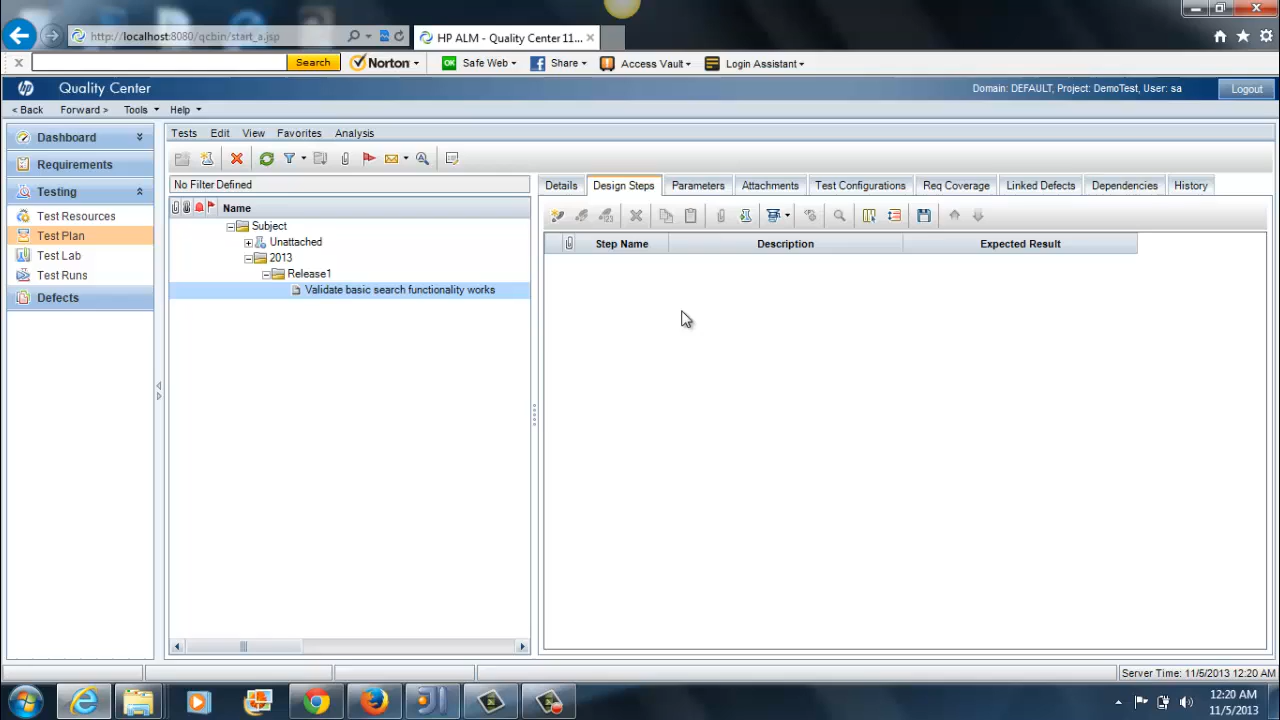 http://localhost:8080/qcbin/start_a.jsp
HP ALM - Quality Center 11...
Search
Norton
OK Safe Web
Share
Access Vault
Login Assistant
hp Quality Center
Domain: DEFAULT, Project: DemoTest, User: sa
Logout
< Back Forward > Tools Help
Dashboard
Requirements
Testing
Test Resources
Test Plan
Test Lab
Test Runs
Defects
Tests Edit View Favorites Analysis
No Filter Defined
Name
Subject
Unattached
2013
Release1
Validate basic search functionality works
Details Design Steps Parameters Attachments Test Configurations Req Coverage Linked Defects Dependencies History
Step Name Description Expected Result
Server Time: 11/5/2013 12:20 AM
12:20 AM
11/5/2013